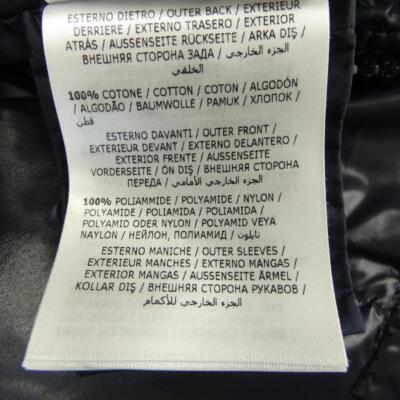 ESTERNO DIETRO / OUTER BACK / EXTERIEUR
DERRIERE / EXTERNO TRASERO / EXTERIOR
ATRÁS / AUSSENSEITE RÜCKSEITE / ARKA DIŞ /
ВНЕШНЯЯ СТОРОНА ЗАДА / الجزء الخارجي
الخلفي
100% COTONE / COTTON / COTON / ALGODÓN
/ ALGODÃO / BAUMWOLLE / PAMUK / ХЛОПОК /
قطن
ESTERNO DAVANTI / OUTER FRONT /
EXTERIEUR DEVANT / EXTERNO DELANTERO /
EXTERIOR FRENTE / AUSSENSEITE
VORDERSEITE / ÖN DIŞ / ВНЕШНЯЯ СТОРОНА
ПЕРЕДА / الجزء الخارجي الأمامي
100% POLIAMMIDE / POLYAMIDE / NYLON /
POLYAMIDE / POLIAMIDA / POLIAMIDA /
POLYAMID ODER NYLON / POLYAMID VEYA
NAYLON / НЕЙЛОН, ПОЛИАМИД / نايلون
ESTERNO MANICHE / OUTER SLEEVES /
EXTERIEUR MANCHES / EXTERNO MANGAS /
EXTERIOR MANGAS / AUSSENSEITE ÄRMEL /
KOLLAR DIŞ / ВНЕШНЯЯ СТОРОНА РУКАВОВ /
الجزء الخارجي للأكمام